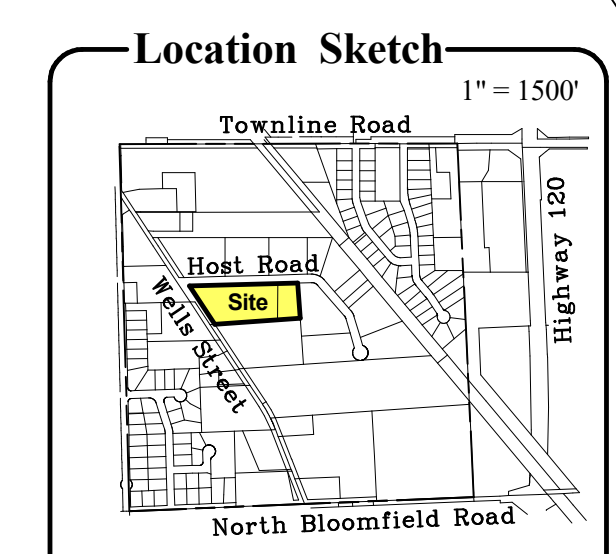 Location Sketch
1" = 1500'
Townline Road
Highway 120
Host Road
Site
Wells Street
North Bloomfield Road